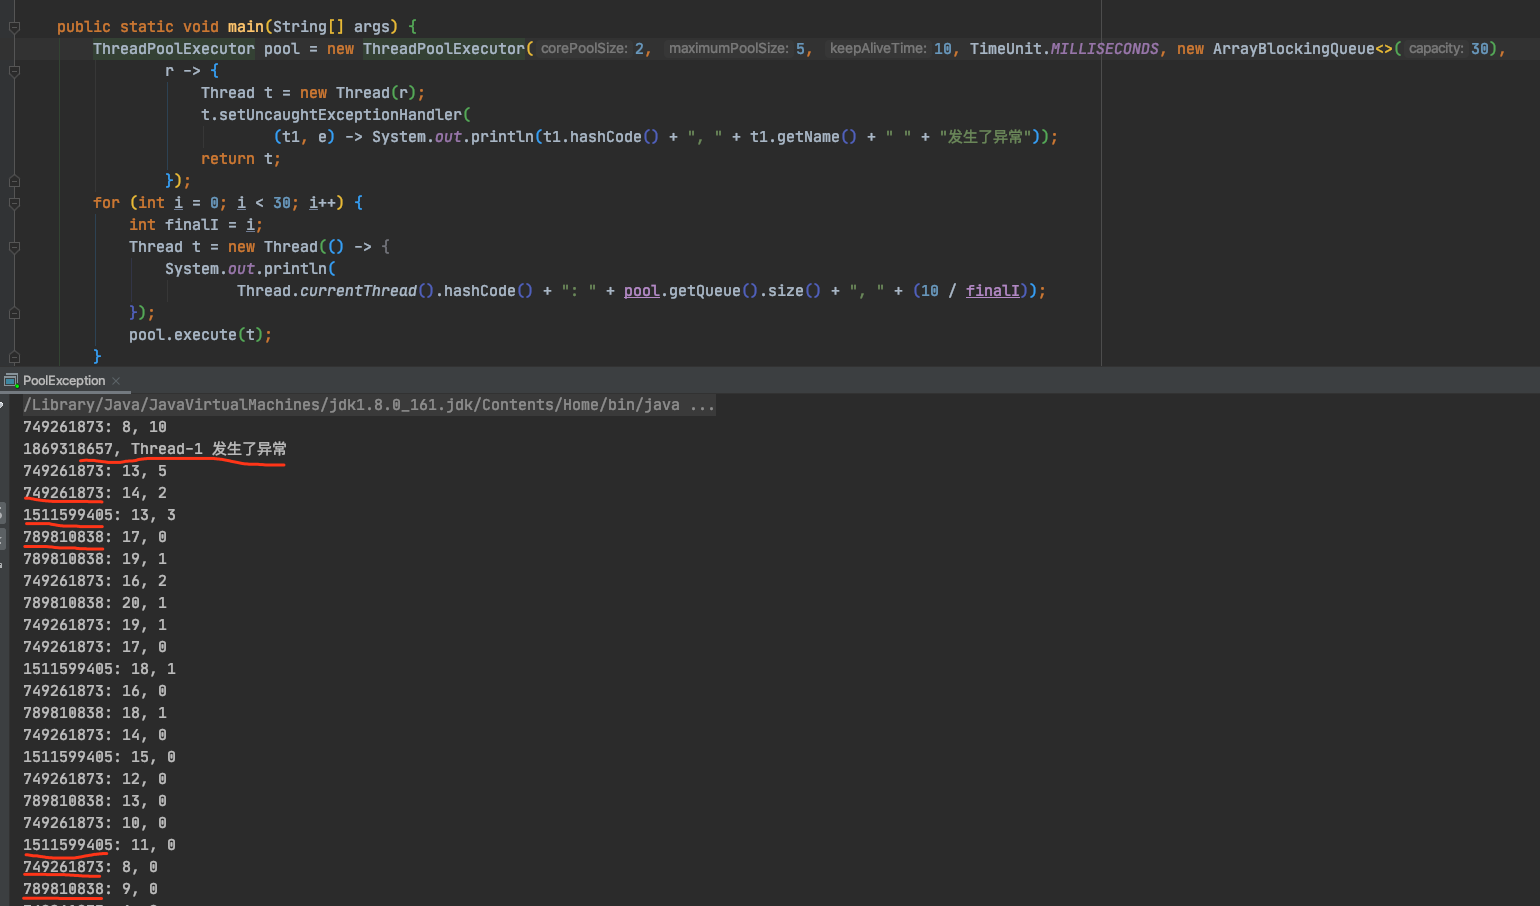 public static void main(String[] args) {
ThreadPoolExecutor pool = new ThreadPoolExecutor( corePoolSize: 2, maximumPoolSize: 5, keepAliveTime: 10, TimeUnit.MILLISECONDS, new ArrayBlockingQueue<>( capacity: 30),
r -> {
Thread t = new Thread(r);
t.setUncaughtExceptionHandler(
(t1, e) -> System.out.println(t1.hashCode() + ", " + t1.getName() + " " + "发生了异常"));
return t;
});
for (int i = 0; i < 30; i++) {
int finalI = i;
Thread t = new Thread(() -> {
System.out.println(
Thread.currentThread().hashCode() + ": " + pool.getQueue().size() + ", " + (10 / finalI));
});
pool.execute(t);
}
PoolException
/Library/Java/JavaVirtualMachines/jdk1.8.0_161.jdk/Contents/Home/bin/java ...
749261873: 8, 10
1869318657, Thread-1 发生了异常
749261873: 13, 5
749261873: 14, 2
1511599405: 13, 3
789810838: 17, 0
789810838: 19, 1
749261873: 16, 2
789810838: 20, 1
749261873: 19, 1
749261873: 17, 0
1511599405: 18, 1
749261873: 16, 0
789810838: 18, 1
749261873: 14, 0
1511599405: 15, 0
749261873: 12, 0
789810838: 13, 0
749261873: 10, 0
1511599405: 11, 0
749261873: 8, 0
789810838: 9, 0